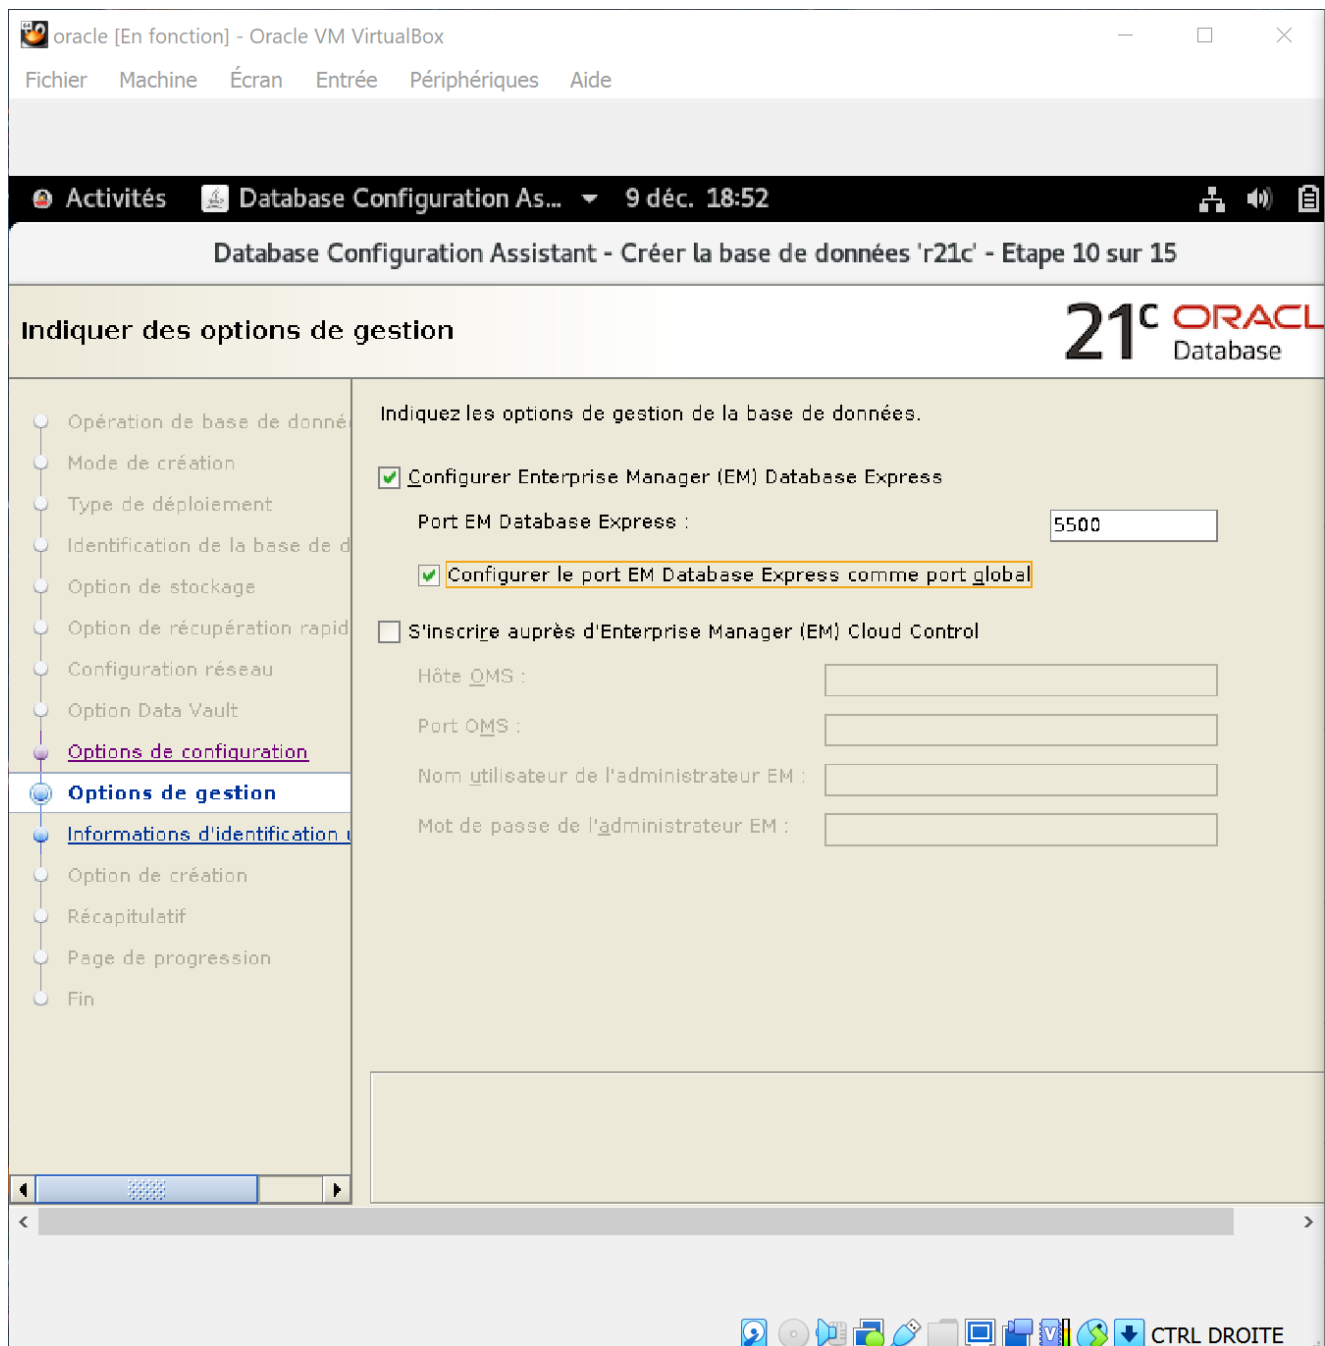 oracle [En fonction] - Oracle VM VirtualBox
Fichier Machine Écran Entrée Périphériques Aide
Activités Database Configuration As... 9 déc. 18:52
Database Configuration Assistant - Créer la base de données 'r21c' - Etape 10 sur 15
Indiquer des options de gestion
21c ORACL
Database
Opération de base de donné
Mode de création
Type de déploiement
Identification de la base de d
Option de stockage
Option de récupération rapid
Configuration réseau
Option Data Vault
Options de configuration
Options de gestion
Informations d'identification u
Option de création
Récapitulatif
Page de progression
Fin
Indiquez les options de gestion de la base de données.
Configurer Enterprise Manager (EM) Database Express
Port EM Database Express : 5500
Configurer le port EM Database Express comme port global
S'inscrire auprès d'Enterprise Manager (EM) Cloud Control
Hôte OMS :
Port OMS :
Nom utilisateur de l'administrateur EM :
Mot de passe de l'administrateur EM :
CTRL DROITE